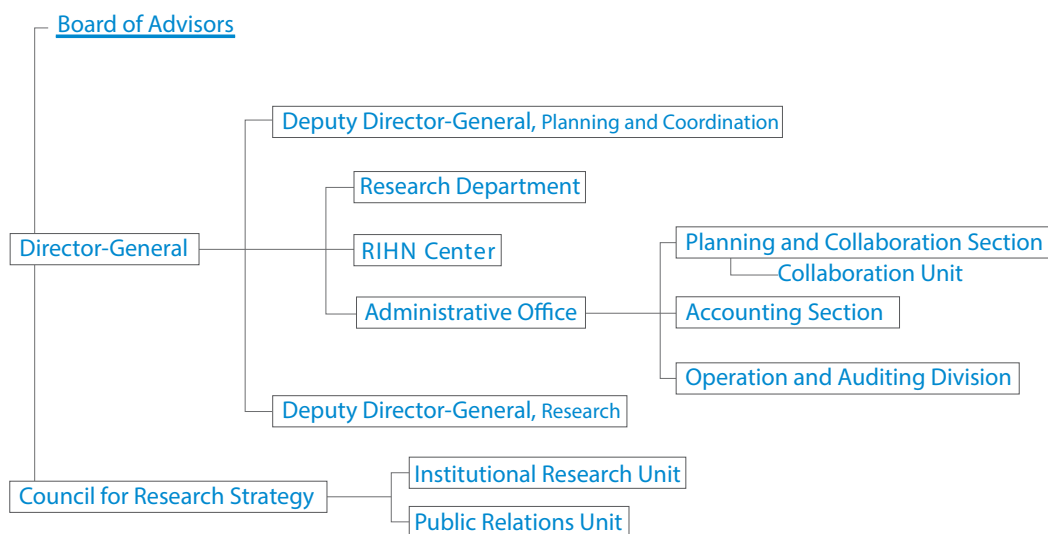 Board of Advisors
Deputy Director-General, Planning and Coordination
Research Department
Director-General
RIHN Center
Planning and Collaboration Section
Collaboration Unit
Administrative Office
Accounting Section
Operation and Auditing Division
Deputy Director-General, Research
Institutional Research Unit
Council for Research Strategy
Public Relations Unit